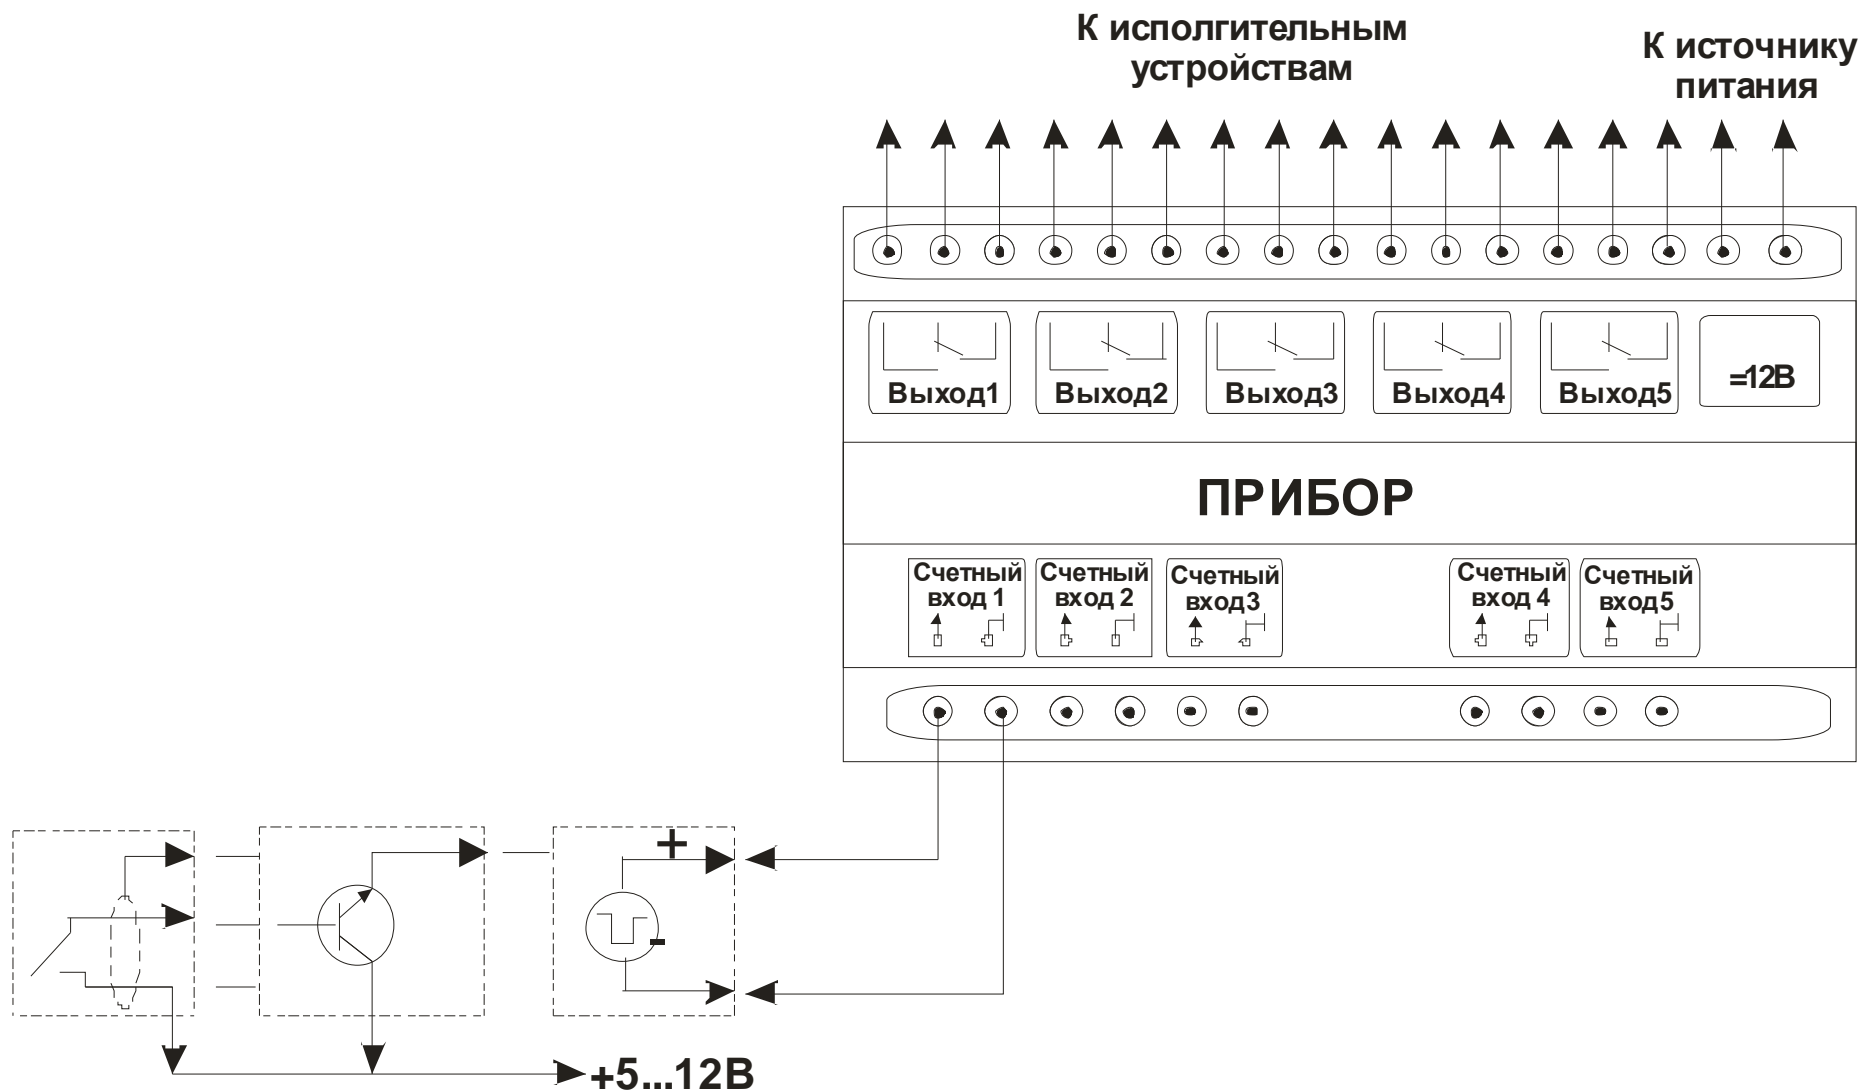 К исполгительным
устройствам
К источнику
питания
Выход1
Выход2
Выход3
Выход4
Выход5
=12В
ПРИБОР
Счетный
вход 1
Счетный
вход 2
Счетный
вход3
Счетный
вход 4
Счетный
вход5
+
-
+5...12В